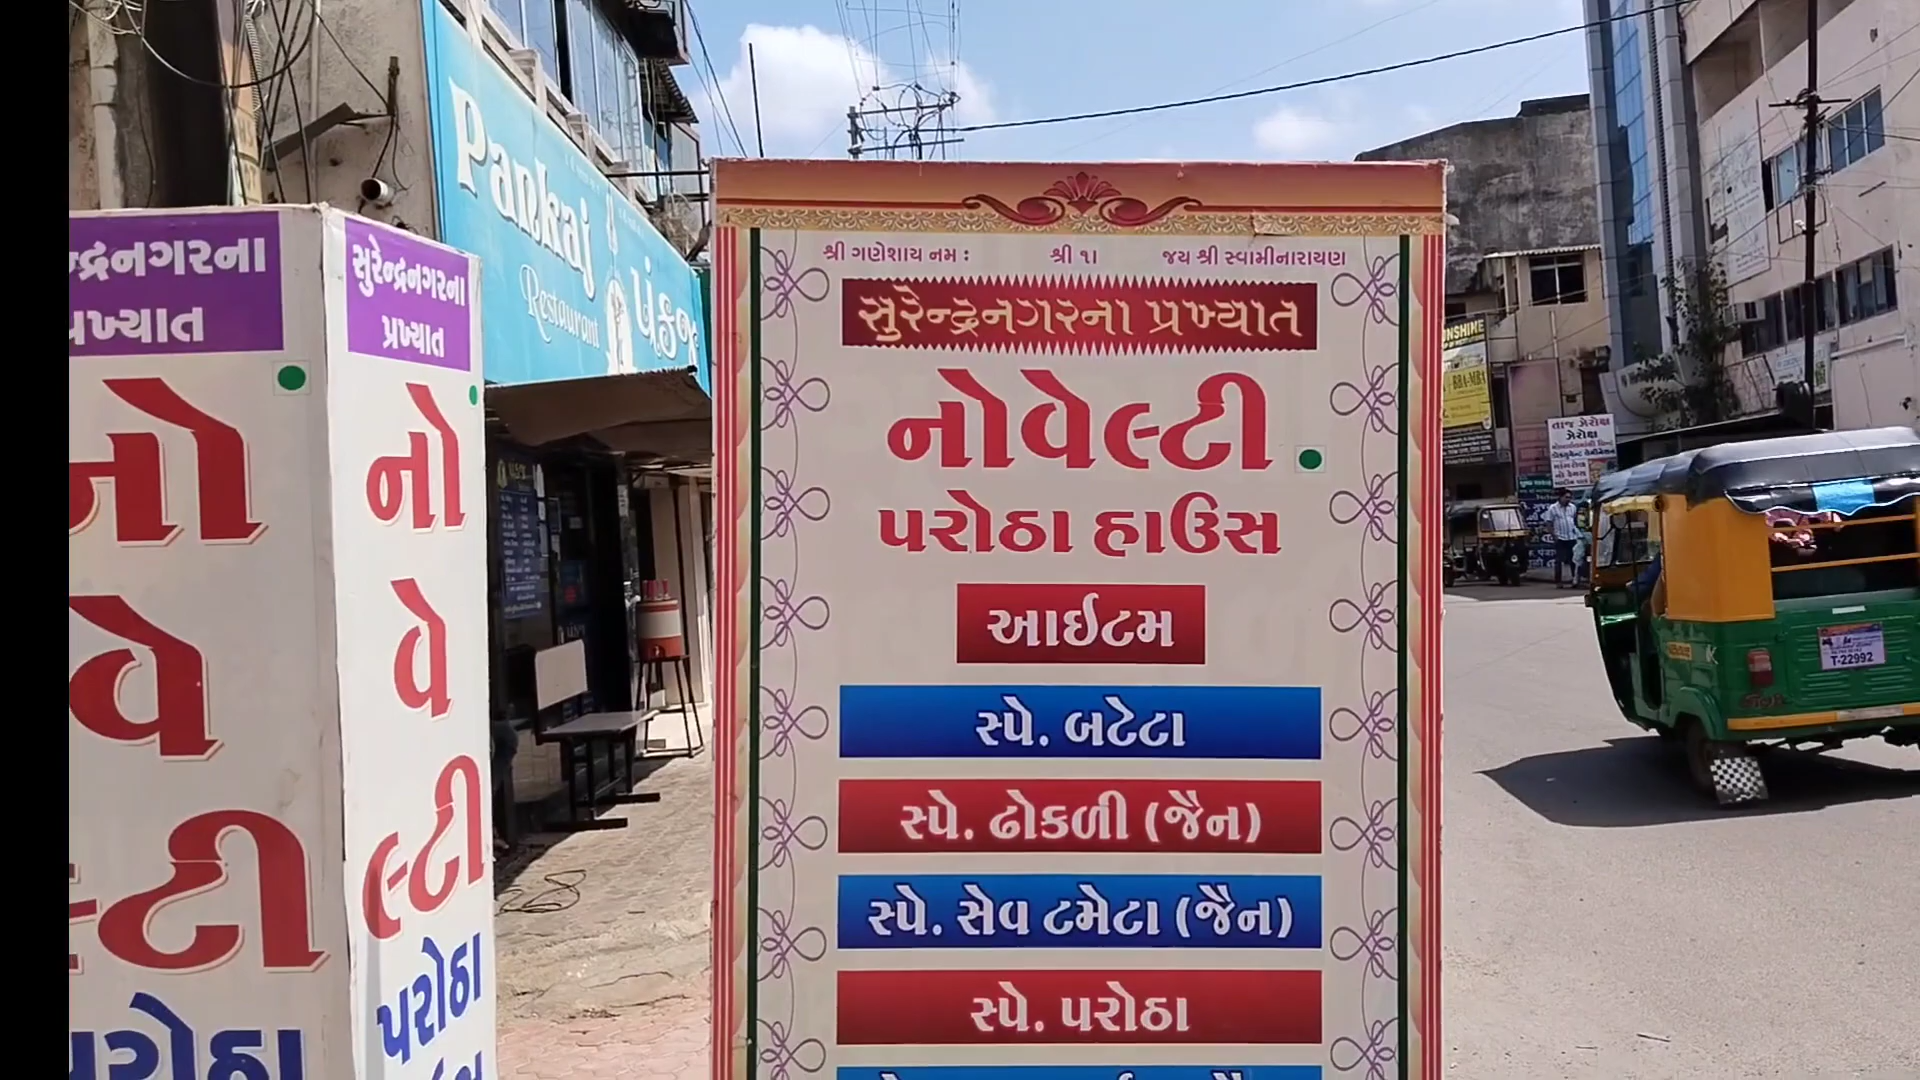 સુરેન્દ્રનગરના
પ્રખ્યાત
નો
વે
લ્ટી
પરોઠા
Pankaj
Restaurant
પંકજ
શ્રી ગણેશાય નમ :
શ્રી ૧ા
જય શ્રી સ્વામીનારાયણ
સુરેન્દ્રનગરના પ્રખ્યાત
નોવેલ્ટી
પરોઠા હાઉસ
આઈટમ
સ્પે. બટેટા
સ્પે. ઢોકળી (જૈન)
સ્પે. સેવ ટમેટા (જૈન)
સ્પે. પરોઠા
તાજ ઝેરોક્ષ
ઝેરોક્ષ
T-22992